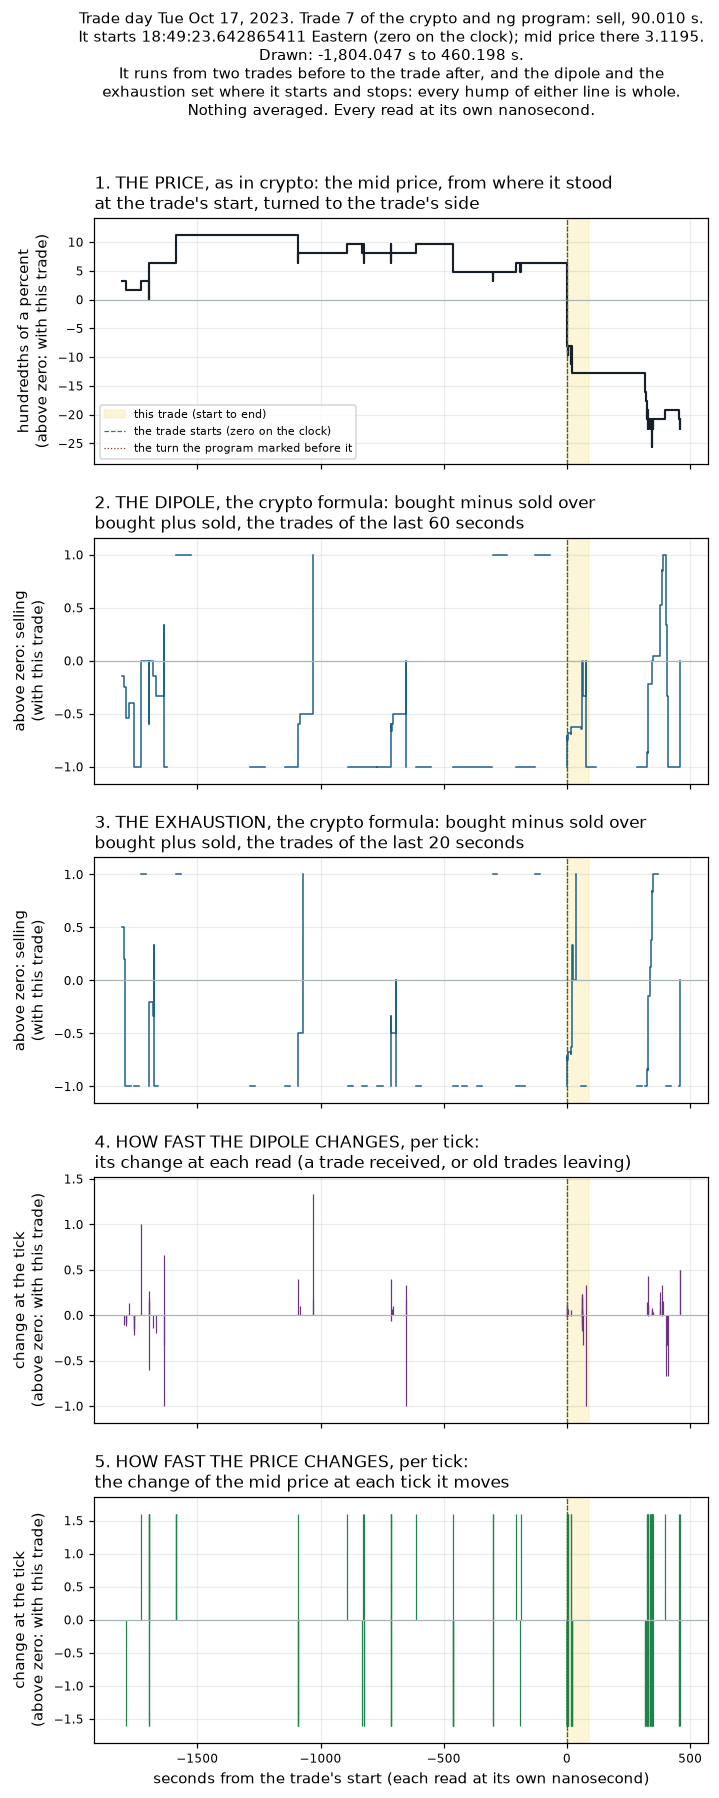 Trade day Tue Oct 17, 2023. Trade 7 of the crypto and ng program: sell, 90.010 s.
It starts 18:49:23.642865411 Eastern (zero on the clock); mid price there 3.1195.
Drawn: -1,804.047 s to 460.198 s.
It runs from two trades before to the trade after, and the dipole and the
exhaustion set where it starts and stops: every hump of either line is whole.
Nothing averaged. Every read at its own nanosecond.
1. THE PRICE, as in crypto: the mid price, from where it stood
at the trade's start, turned to the trade's side
hundredths of a percent
(above zero: with this trade)
10
5
0
−5
−10
−15
−20
−25
this trade (start to end)
the trade starts (zero on the clock)
the turn the program marked before it
2. THE DIPOLE, the crypto formula: bought minus sold over
bought plus sold, the trades of the last 60 seconds
above zero: selling
(with this trade)
1.0
0.5
0.0
−0.5
−1.0
3. THE EXHAUSTION, the crypto formula: bought minus sold over
bought plus sold, the trades of the last 20 seconds
above zero: selling
(with this trade)
1.0
0.5
0.0
−0.5
−1.0
4. HOW FAST THE DIPOLE CHANGES, per tick:
its change at each read (a trade received, or old trades leaving)
change at the tick
(above zero: with this trade)
1.5
1.0
0.5
0.0
−0.5
−1.0
5. HOW FAST THE PRICE CHANGES, per tick:
the change of the mid price at each tick it moves
change at the tick
(above zero: with this trade)
1.5
1.0
0.5
0.0
−0.5
−1.0
−1.5
−1500
−1000
−500
0
500
seconds from the trade's start (each read at its own nanosecond)